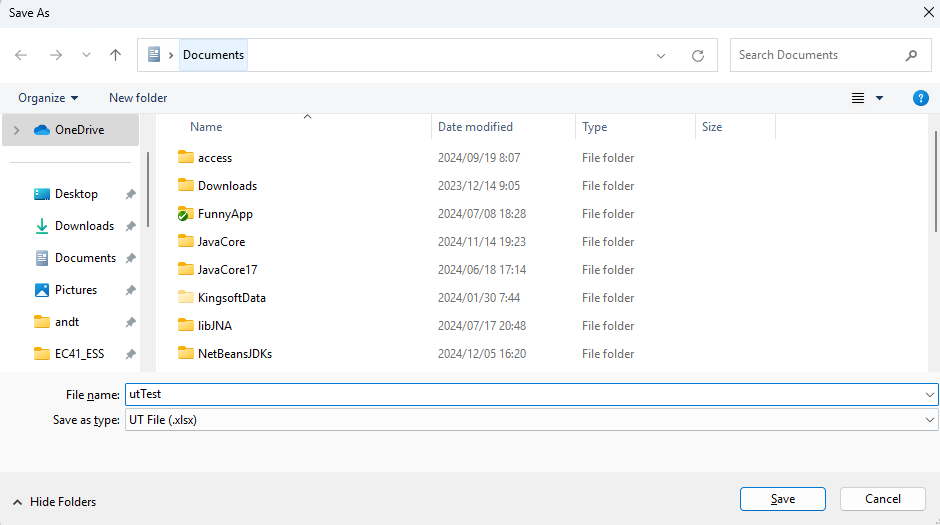 Save As
Documents
Search Documents
Organize
New folder
Name
Date modified
Type
Size
OneDrive
Desktop
Downloads
Documents
Pictures
andt
EC41_ESS
access 2024/09/19 8:07 File folder
Downloads 2023/12/14 9:05 File folder
FunnyApp 2024/07/08 18:28 File folder
JavaCore 2024/11/14 19:23 File folder
JavaCore17 2024/06/18 17:14 File folder
KingsoftData 2024/01/30 7:44 File folder
libJNA 2024/07/17 20:48 File folder
NetBeansJDKs 2024/12/05 16:20 File folder
File name: utTest
Save as type: UT File (.xlsx)
Hide Folders
Save
Cancel